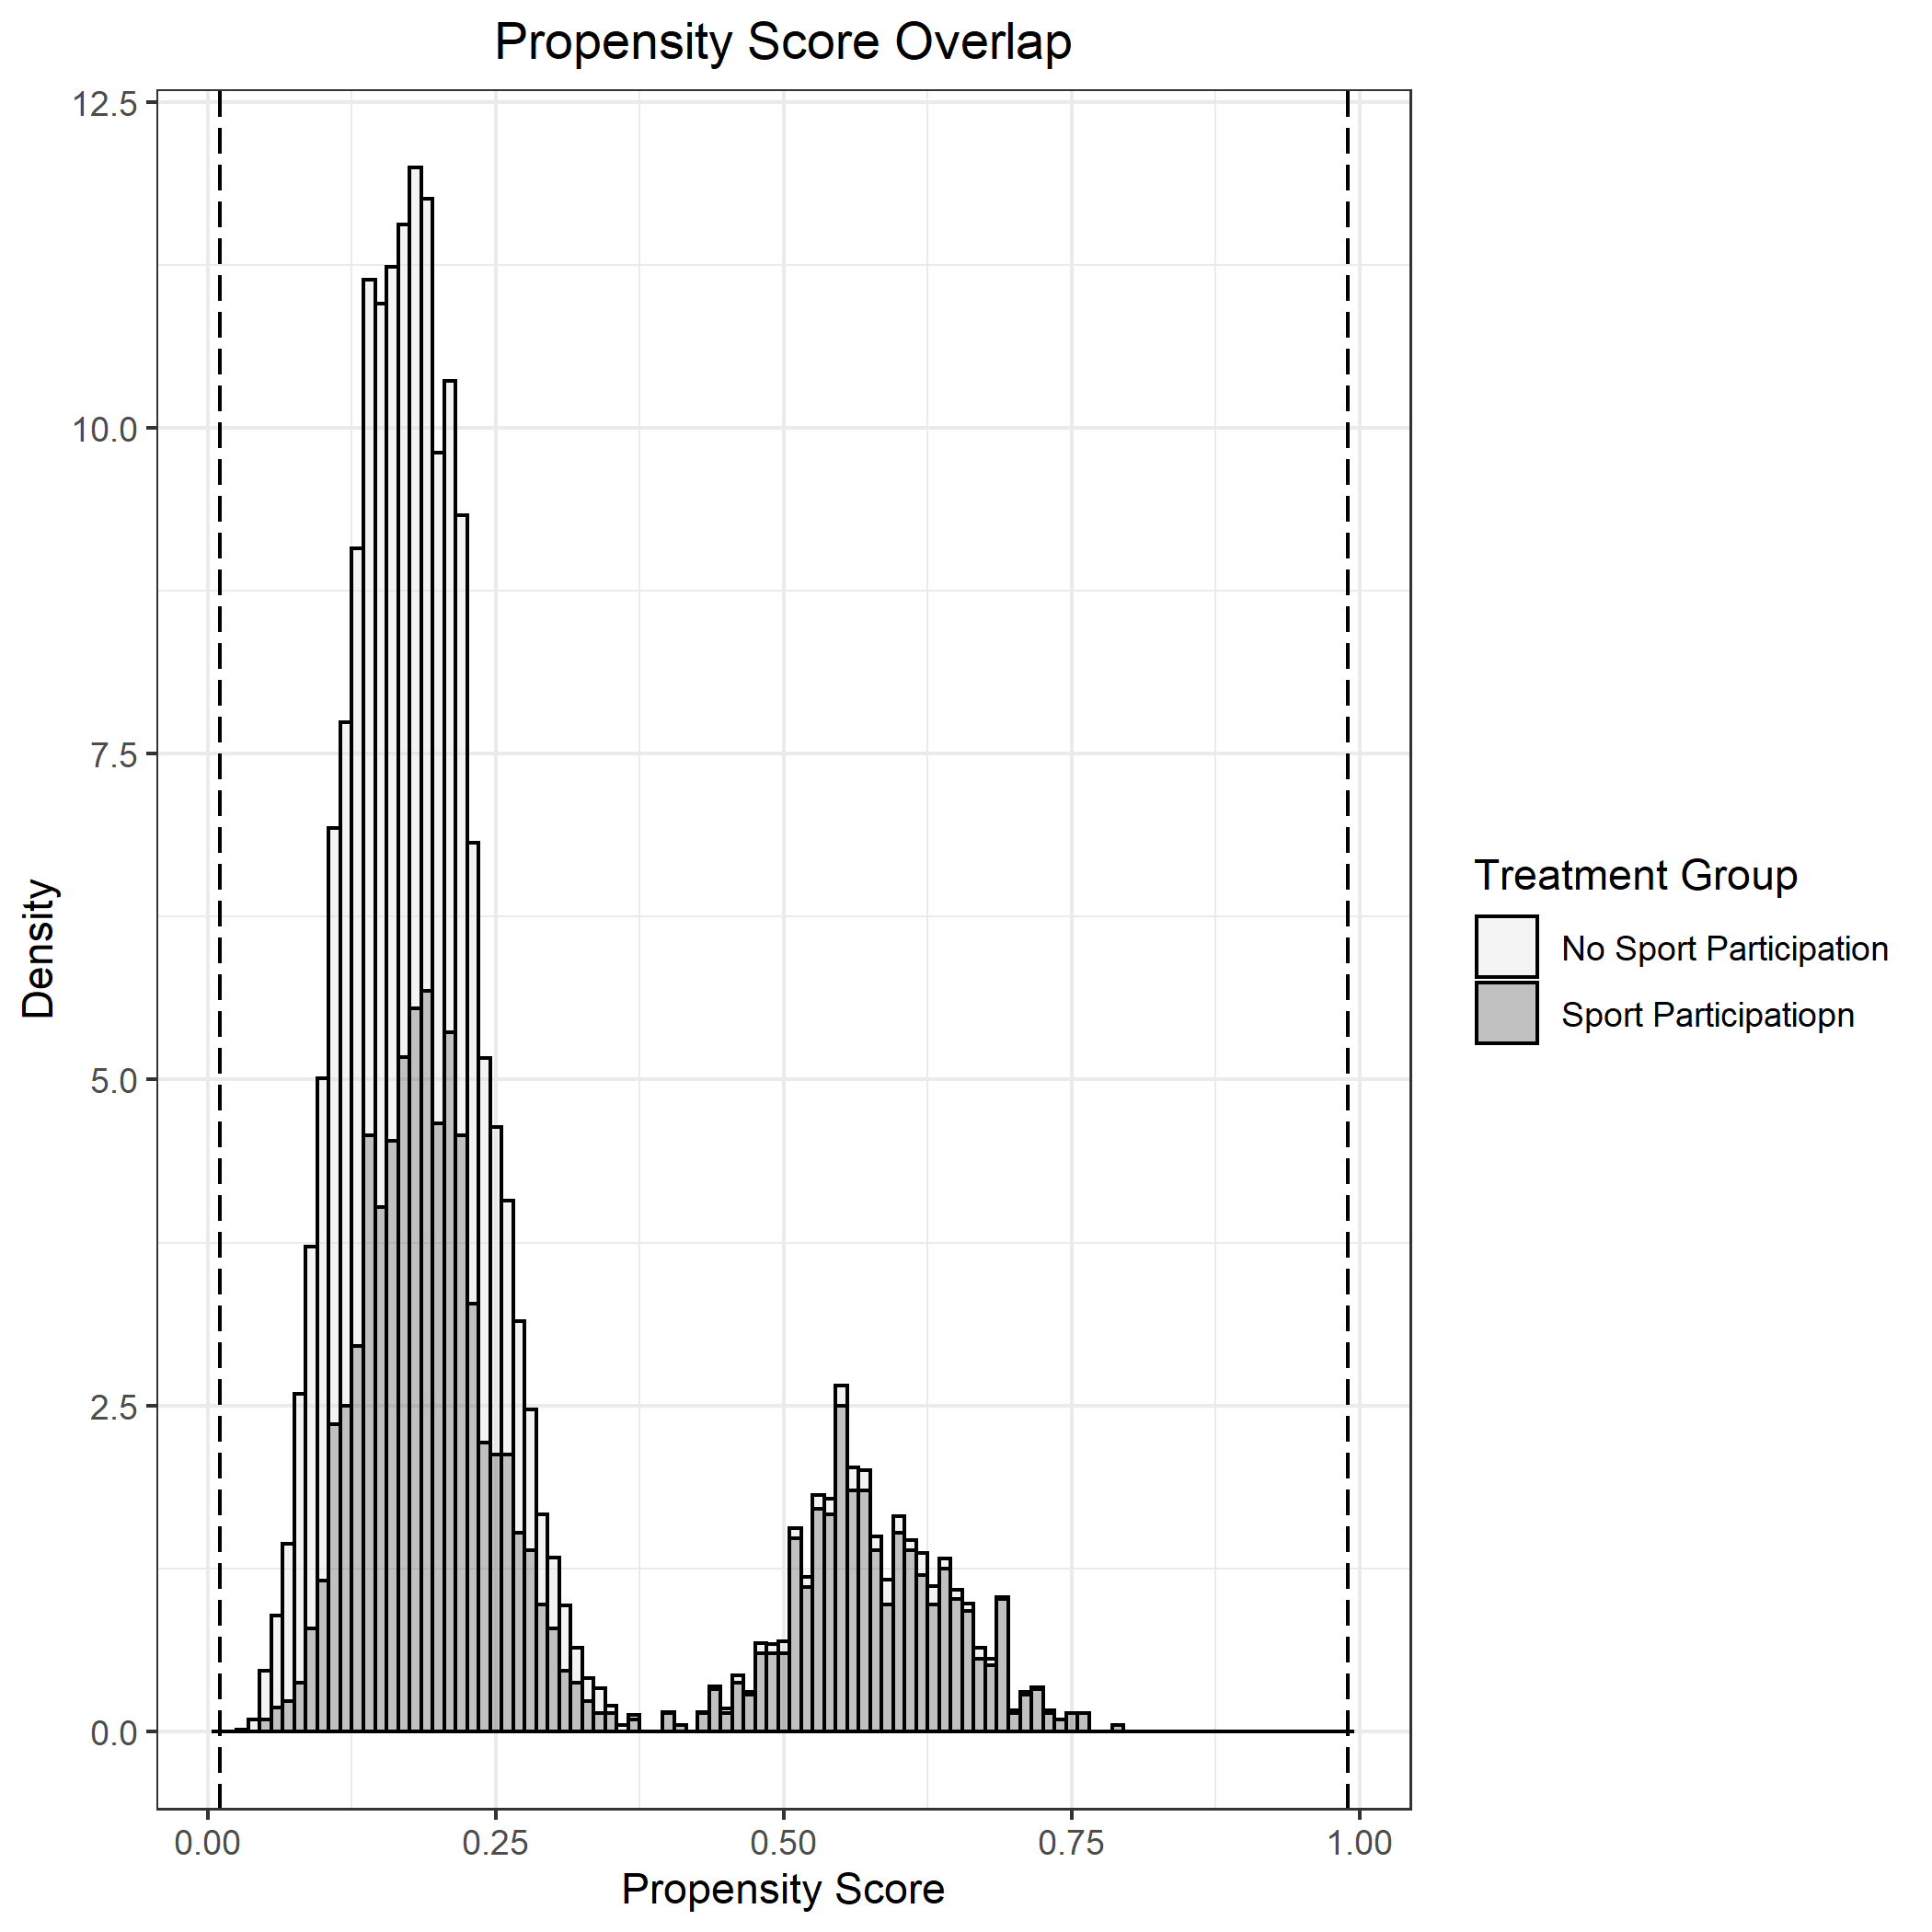 Propensity Score Overlap
12.5
10.0
7.5
5.0
2.5
0.0
Density
0.00
0.25
0.50
0.75
1.00
Propensity Score
Treatment Group
No Sport Participation
Sport Participatiopn